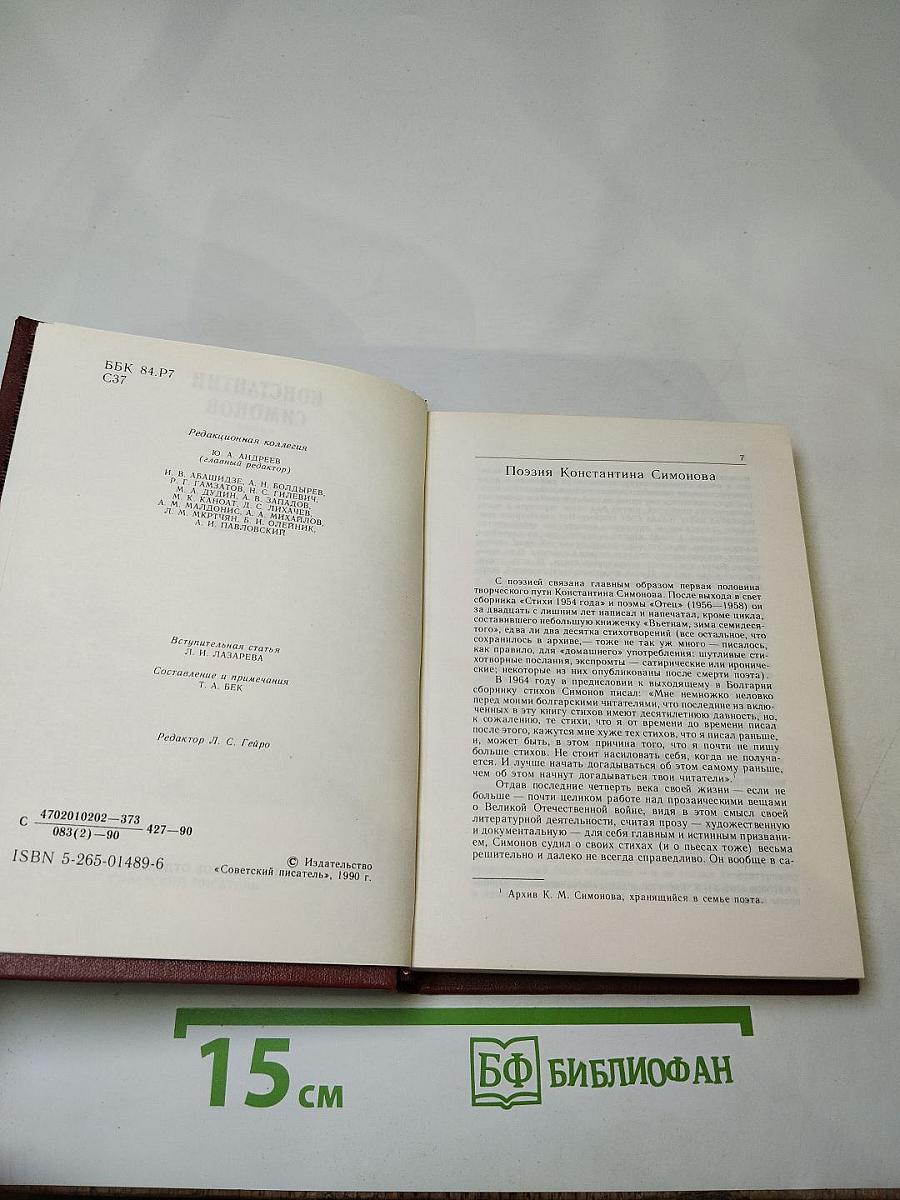 ББК 84.Р7
С37
Редакционная коллегия
Ю. А. АНДРЕЕВ
(главный редактор)
И. В. АБАШИДЗЕ, А. Н. БОЛДЫРЕВ,
Р. Г. ГАМЗАТОВ, Н. С. ГИЛЕВИЧ,
М. А. ДУДИН, А. В. ЗАПАДОВ,
М. К. КАНОАТ, Д. С. ЛИХАЧЕВ,
А. М. МАЛДОНИС, А. А. МИХАЙЛОВ,
Л. М. МКРТЧЯН, Б. И. ОЛЕЙНИК,
А. И. ПАВЛОВСКИЙ
Вступительная статья
Л. И. ЛАЗАРЕВА
Составление и примечания
Т. А. БЕК
Редактор Л. С. Гейро
С 4702010202—373
083(2)—90 427—90
ISBN 5-265-01489-6
© Издательство
«Советский писатель», 1990 г.
7
Поэзия Константина Симонова
С поэзией связана главным образом первая половина
творческого пути Константина Симонова. После выхода в свет
сборника «Стихи 1954 года» и поэмы «Отец» (1956—1958) он
за двадцать с лишним лет написал и напечатал, кроме цикла,
составившего небольшую книжечку «Вьетнам, зима семидеся-
того», едва ли два десятка стихотворений (все остальное, что
сохранилось в архиве,— тоже не так уж много — писалось,
как правило, для «домашнего» употребления: шутливые сти-
хотворные послания, экспромты — сатирические или ирониче-
ские; некоторые из них опубликованы после смерти поэта).
В 1964 году в предисловии к выходящему в Болгарии
сборнику стихов Симонов писал: «Мне немножко неловко
перед моими болгарскими читателями, что последние из вклю-
ченных в эту книгу стихов имеют десятилетнюю давность, но,
к сожалению, те стихи, что я от времени до времени писал
после этого, кажутся мне хуже тех стихов, что я писал раньше,
и, может быть, в этом причина того, что я почти не пишу
больше стихов. Не стоит насиловать себя, когда не получа-
ется. И лучше начать догадываться об этом самому раньше,
чем об этом начнут догадываться твои читатели».¹
Отдав последние четверть века своей жизни — если не
больше — почти целиком работе над прозаическими вещами
о Великой Отечественной войне, видя в этом смысл своей
литературной деятельности, считая прозу — художественную
и документальную — для себя главным и истинным призвани-
ем, Симонов судил о своих стихах (и о пьесах тоже) весьма
решительно и далеко не всегда справедливо. Он вообще в са-
¹ Архив К. М. Симонова, хранящийся в семье поэта.
15 см
БФ БИБЛИОФАН